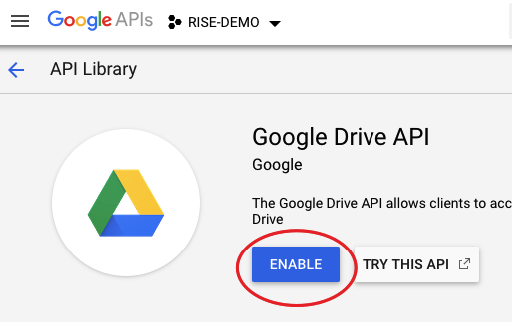 Google APIs RISE-DEMO
API Library
Google Drive API
Google
The Google Drive API allows clients to acc
Drive
ENABLE TRY THIS API